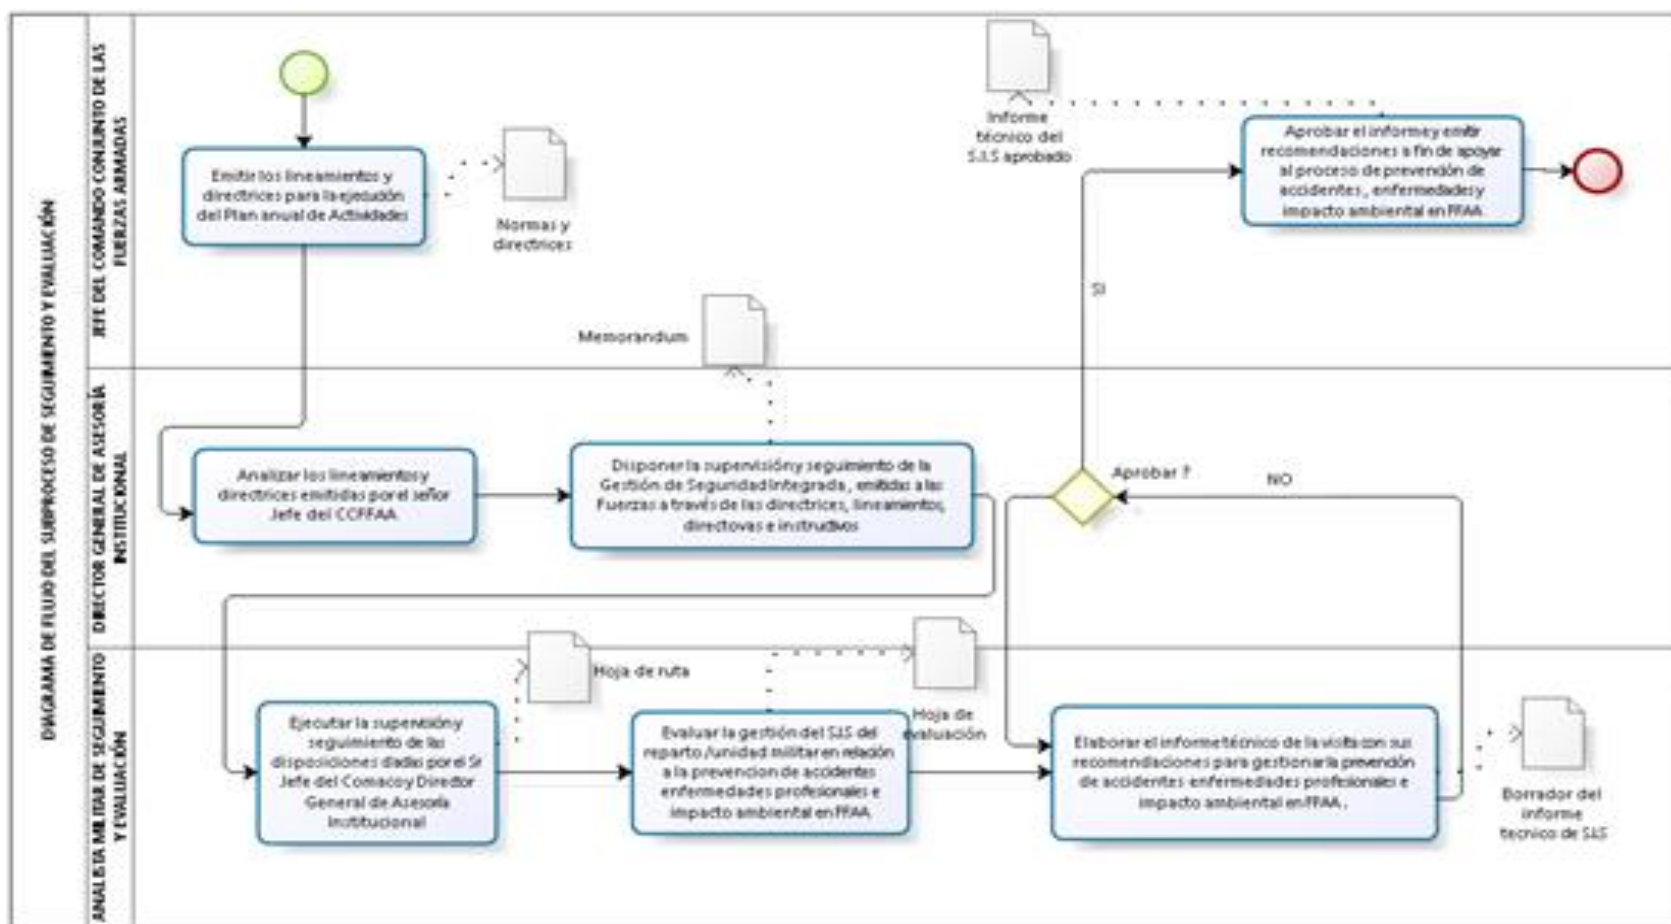 DIAGRAMA DE FLUJO DEL SUBPROCESO DE SEGUIMIENTO Y EVALUACIÓN
JEFE DEL COMANDO CONJUNTO DE LAS
FUERZAS ARMADAS
Emitir los lineamientos y
directrices para la ejecución
del Plan anual de Actividades
Normas y
directrices
Informe
técnico del
S.I.S aprobado
Aprobar el informe y emitir
recomendaciones a fin de apoyar
al proceso de prevención de
accidentes, enfermedades y
impacto ambiental en FFAA
SI
Memorandum
DIRECTOR GENERAL DE ASESORÍA
INSTITUCIONAL
Analizar los lineamientos y
directrices emitidas por el señor
Jefe del CCFFAA
Disponer la supervisión y seguimiento de la
Gestión de Seguridad Integrada, emitidas a las
Fuerzas a través de las directrices, lineamientos,
directovas e instructivos
Aprobar ?
NO
ANALISTA MILITAR DE SEGUIMIENTO
Y EVALUACIÓN
Ejecutar la supervisión y
seguimiento de las
disposiciones dadas por el Sr
Jefe del Comaco y Director
General de Asesoría
Institucional
Hoja de ruta
Evaluar la gestión del S.I.S del
reparto /unidad militar en relación
a la prevencion de accidentes
enfermedades profesionales e
impacto ambiental en FFAA
Hoja de
evaluación
Elaborar el informe técnico de la visita con sus
recomendaciones para gestionar la prevención
de accidentes enfermedades profesionales e
impacto ambiental en FFAA .
Borrador del
informe
tecnico de S.I.S